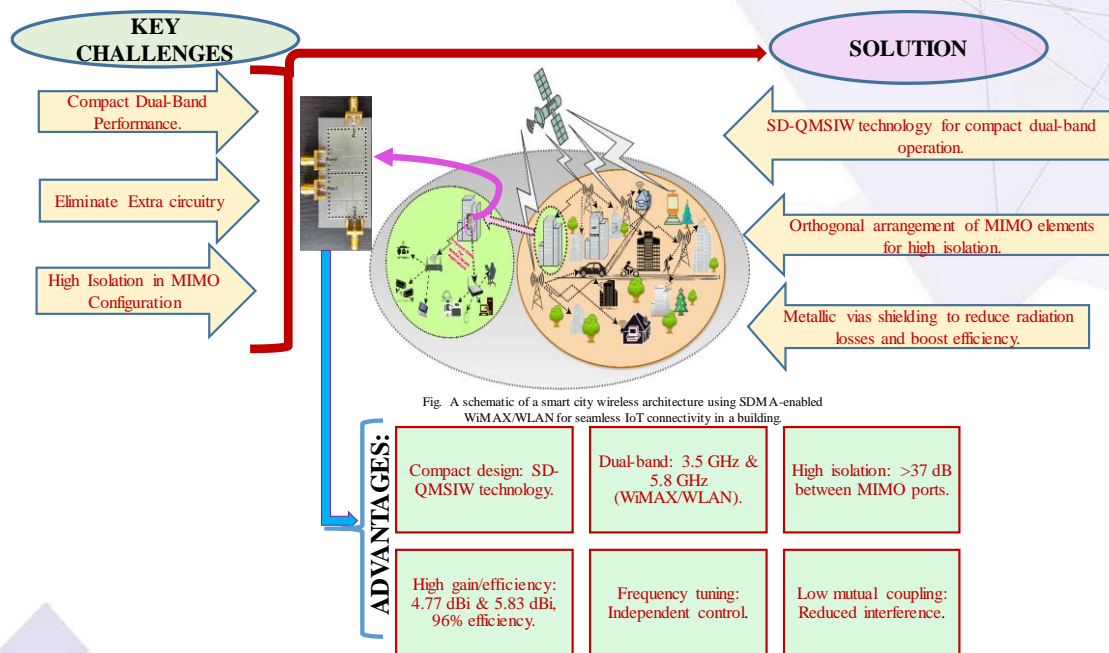 KEY
CHALLENGES
SOLUTION
Compact Dual-Band
Performance.
Eliminate Extra circuitry
High Isolation in MIMO
Configuration
SD-QMSIW technology for compact dual-band
operation.
Orthogonal arrangement of MIMO elements
for high isolation.
Metallic vias shielding to reduce radiation
losses and boost efficiency.
Fig. A schematic of a smart city wireless architecture using SDMA-enabled
WiMAX/WLAN for seamless IoT connectivity in a building.
ADVANTAGES:
Compact design: SD-
QMSIW technology.
Dual-band: 3.5 GHz &
5.8 GHz
(WiMAX/WLAN).
High isolation: >37 dB
between MIMO ports.
High gain/efficiency:
4.77 dBi & 5.83 dBi,
96% efficiency.
Frequency tuning:
Independent control.
Low mutual coupling:
Reduced interference.